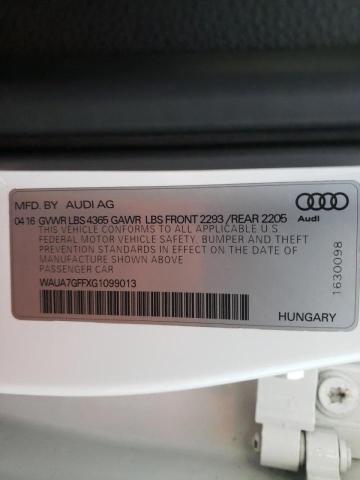 MFD. BY AUDI AG
04 16 GVWR LBS 4365 GAWR LBS FRONT 2293 /REAR 2205
THIS VEHICLE CONFORMS TO ALL APPLICABLE U.S
FEDERAL MOTOR VEHICLE SAFETY, BUMPER AND THEFT
PREVENTION STANDARDS IN EFFECT ON THE DATE OF
MANUFACTURE SHOWN ABOVE
PASSENGER CAR
WAUA7GFFXG1099013
Audi
1630098
HUNGARY